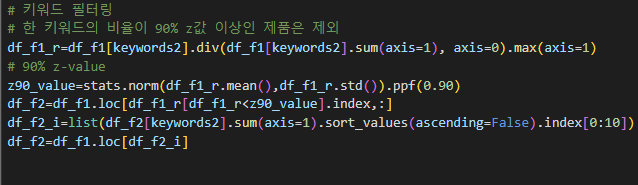 # 키워드 필터링
# 한 키워드의 비율이 90% z값 이상인 제품은 제외
df_f1_r=df_f1[keywords2].div(df_f1[keywords2].sum(axis=1), axis=0).max(axis=1)
# 90% z-value
z90_value=stats.norm(df_f1_r.mean(),df_f1_r.std()).ppf(0.90)
df_f2=df_f1.loc[df_f1_r[df_f1_r<z90_value].index,:]
df_f2_i=list(df_f2[keywords2].sum(axis=1).sort_values(ascending=False).index[0:10])
df_f2=df_f1.loc[df_f2_i]